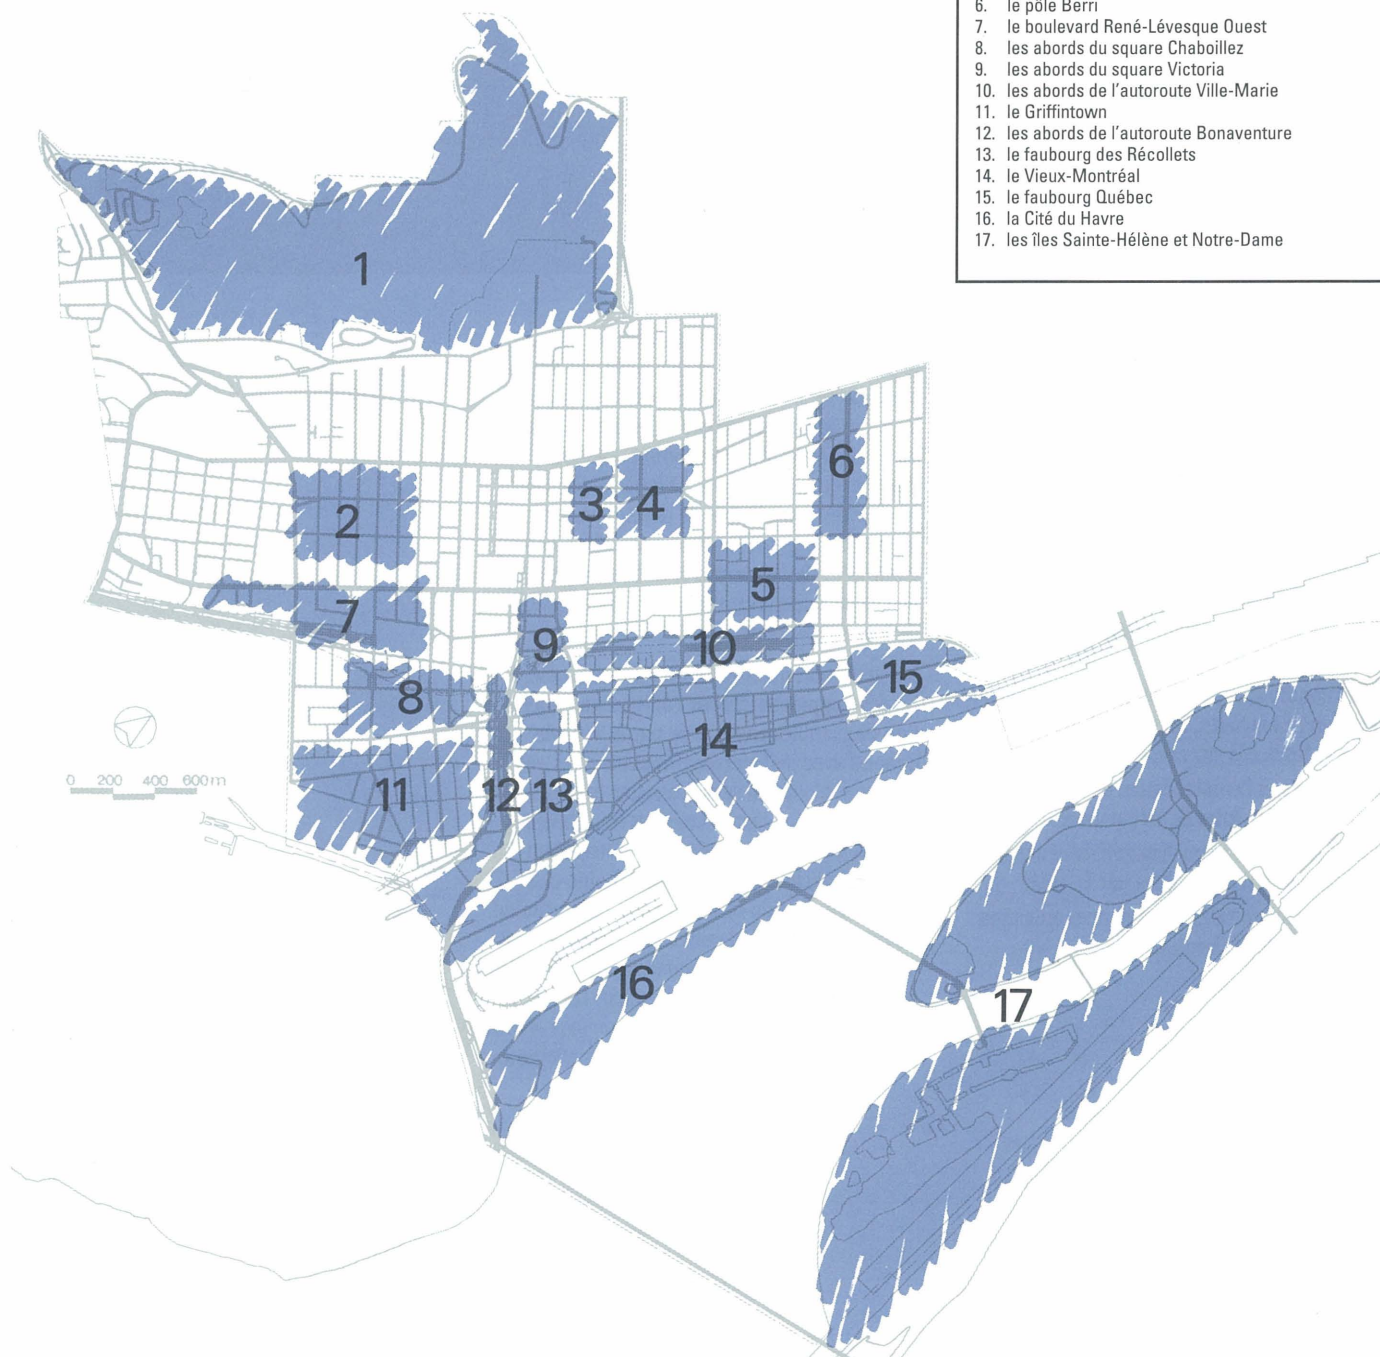 6. le pôle Berri
7. le boulevard René-Lévesque Ouest
8. les abords du square Chaboillez
9. les abords du square Victoria
10. les abords de l'autoroute Ville-Marie
11. le Griffintown
12. les abords de l'autoroute Bonaventure
13. le faubourg des Récollets
14. le Vieux-Montréal
15. le faubourg Québec
16. la Cité du Havre
17. les îles Sainte-Hélène et Notre-Dame
1
6
2
3
4
5
7
9
10
15
8
14
11
12
13
0 200 400 600m
16
17